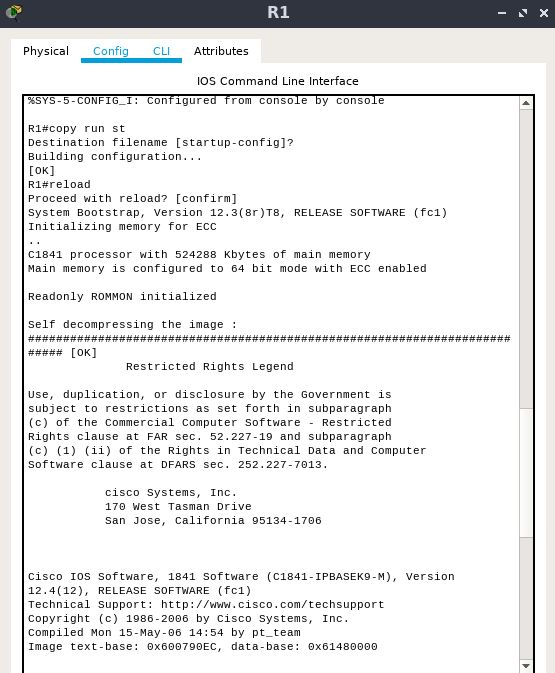 R1
Physical Config CLI Attributes
IOS Command Line Interface
%SYS-5-CONFIG_I: Configured from console by console
R1#copy run st
Destination filename [startup-config]?
Building configuration...
[OK]
R1#reload
Proceed with reload? [confirm]
System Bootstrap, Version 12.3(8r)T8, RELEASE SOFTWARE (fc1)
Initializing memory for ECC
..
C1841 processor with 524288 Kbytes of main memory
Main memory is configured to 64 bit mode with ECC enabled
Readonly ROMMON initialized
Self decompressing the image :
#####################################################################
##### [OK]
Restricted Rights Legend
Use, duplication, or disclosure by the Government is
subject to restrictions as set forth in subparagraph
(c) of the Commercial Computer Software - Restricted
Rights clause at FAR sec. 52.227-19 and subparagraph
(c) (1) (ii) of the Rights in Technical Data and Computer
Software clause at DFARS sec. 252.227-7013.
cisco Systems, Inc.
170 West Tasman Drive
San Jose, California 95134-1706
Cisco IOS Software, 1841 Software (C1841-IPBASEK9-M), Version
12.4(12), RELEASE SOFTWARE (fc1)
Technical Support: http://www.cisco.com/techsupport
Copyright (c) 1986-2006 by Cisco Systems, Inc.
Compiled Mon 15-May-06 14:54 by pt_team
Image text-base: 0x600790EC, data-base: 0x61480000